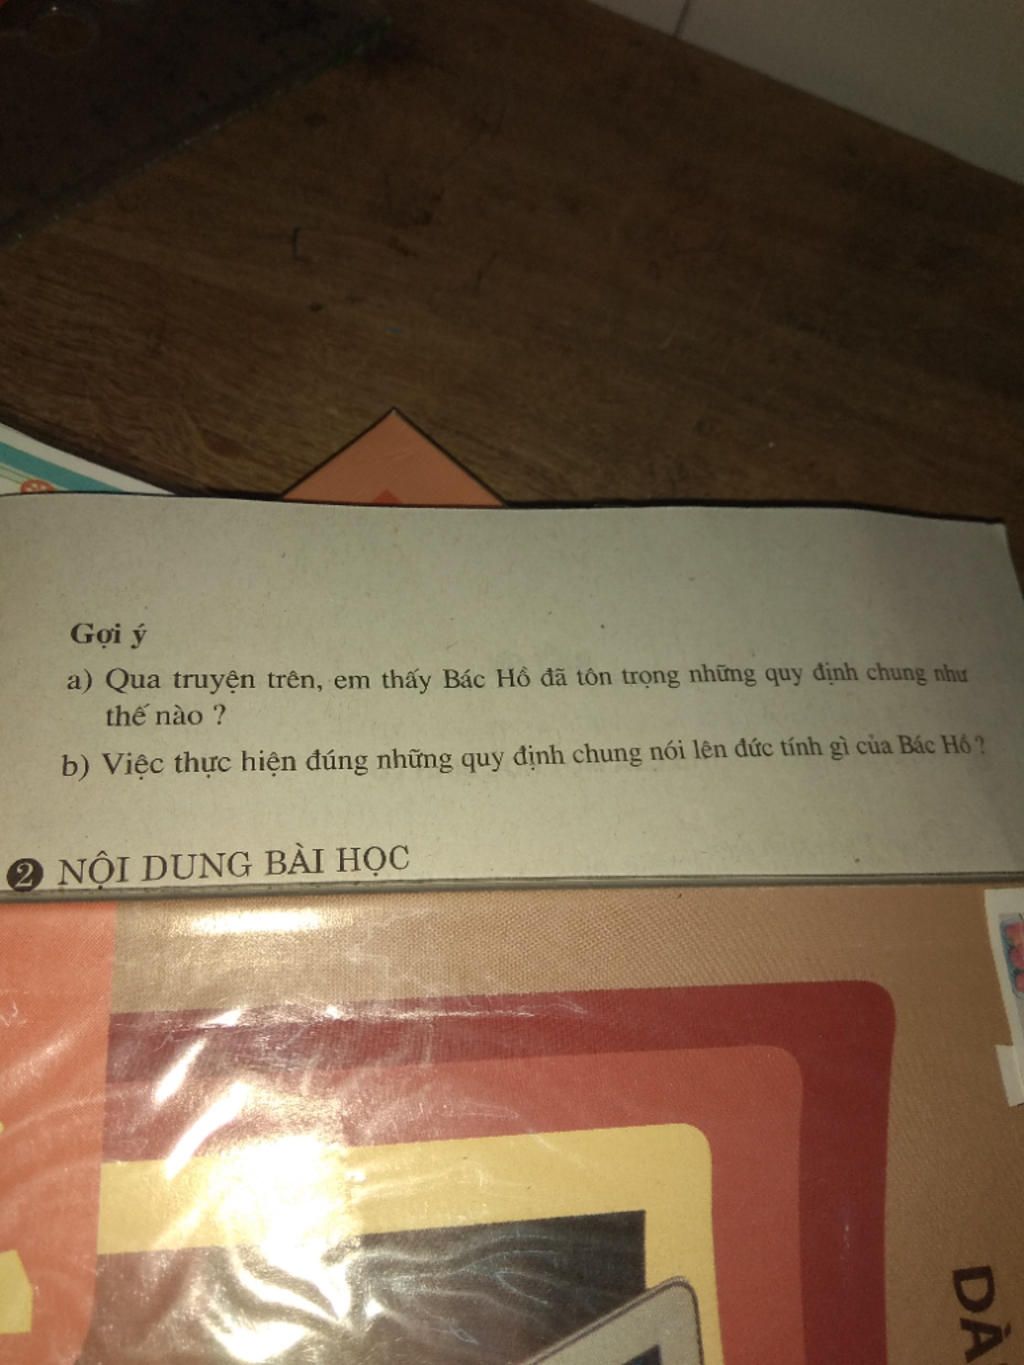 Gợi ý
a) Qua truyện trên, em thấy Bác Hồ đã tôn trọng những quy định chung như
thế nào ?
b) Việc thực hiện đúng những quy định chung nói lên đức tính gì của Bác Hồ ?
2 NỘI DUNG BÀI HỌC